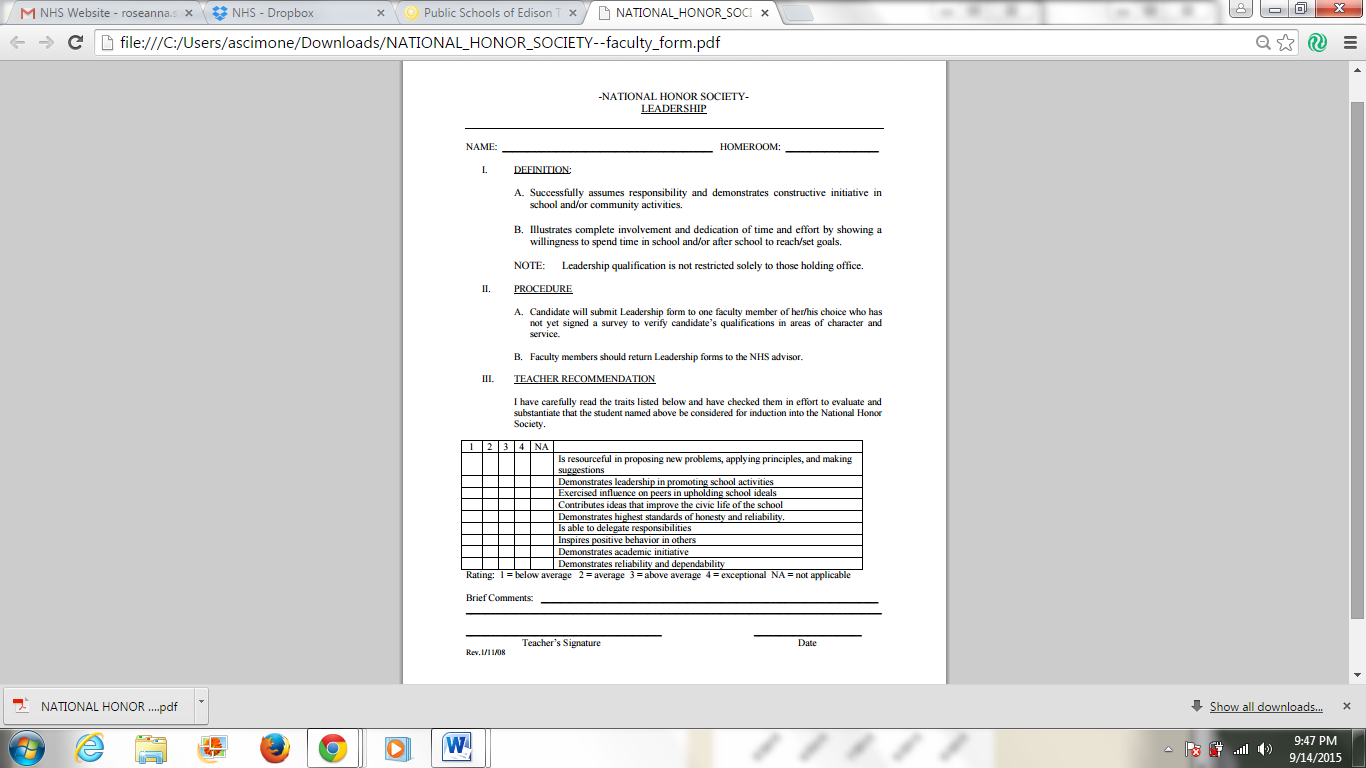 NHS Website - roseanna.s
NHS - Dropbox
Public Schools of Edison T
NATIONAL_HONOR_SOCI
file:///C:/Users/ascimone/Downloads/NATIONAL_HONOR_SOCIETY--faculty_form.pdf
-NATIONAL HONOR SOCIETY-
LEADERSHIP
NAME: HOMEROOM:
I. DEFINITION:
A. Successfully assumes responsibility and demonstrates constructive initiative in
school and/or community activities.
B. Illustrates complete involvement and dedication of time and effort by showing a
willingness to spend time in school and/or after school to reach/set goals.
NOTE: Leadership qualification is not restricted solely to those holding office.
II. PROCEDURE
A. Candidate will submit Leadership form to one faculty member of her/his choice who has
not yet signed a survey to verify candidate's qualifications in areas of character and
service.
B. Faculty members should return Leadership forms to the NHS advisor.
III. TEACHER RECOMMENDATION
I have carefully read the traits listed below and have checked them in effort to evaluate and
substantiate that the student named above be considered for induction into the National Honor
Society.
1 2 3 4 NA
Is resourceful in proposing new problems, applying principles, and making
suggestions
Demonstrates leadership in promoting school activities
Exercised influence on peers in upholding school ideals
Contributes ideas that improve the civic life of the school
Demonstrates highest standards of honesty and reliability.
Is able to delegate responsibilities
Inspires positive behavior in others
Demonstrates academic initiative
Demonstrates reliability and dependability
Rating: 1 = below average 2 = average 3 = above average 4 = exceptional NA = not applicable
Brief Comments:
Teacher's Signature Date
Rev.1/11/08
NATIONAL HONOR ....pdf
Show all downloads...
9:47 PM
9/14/2015